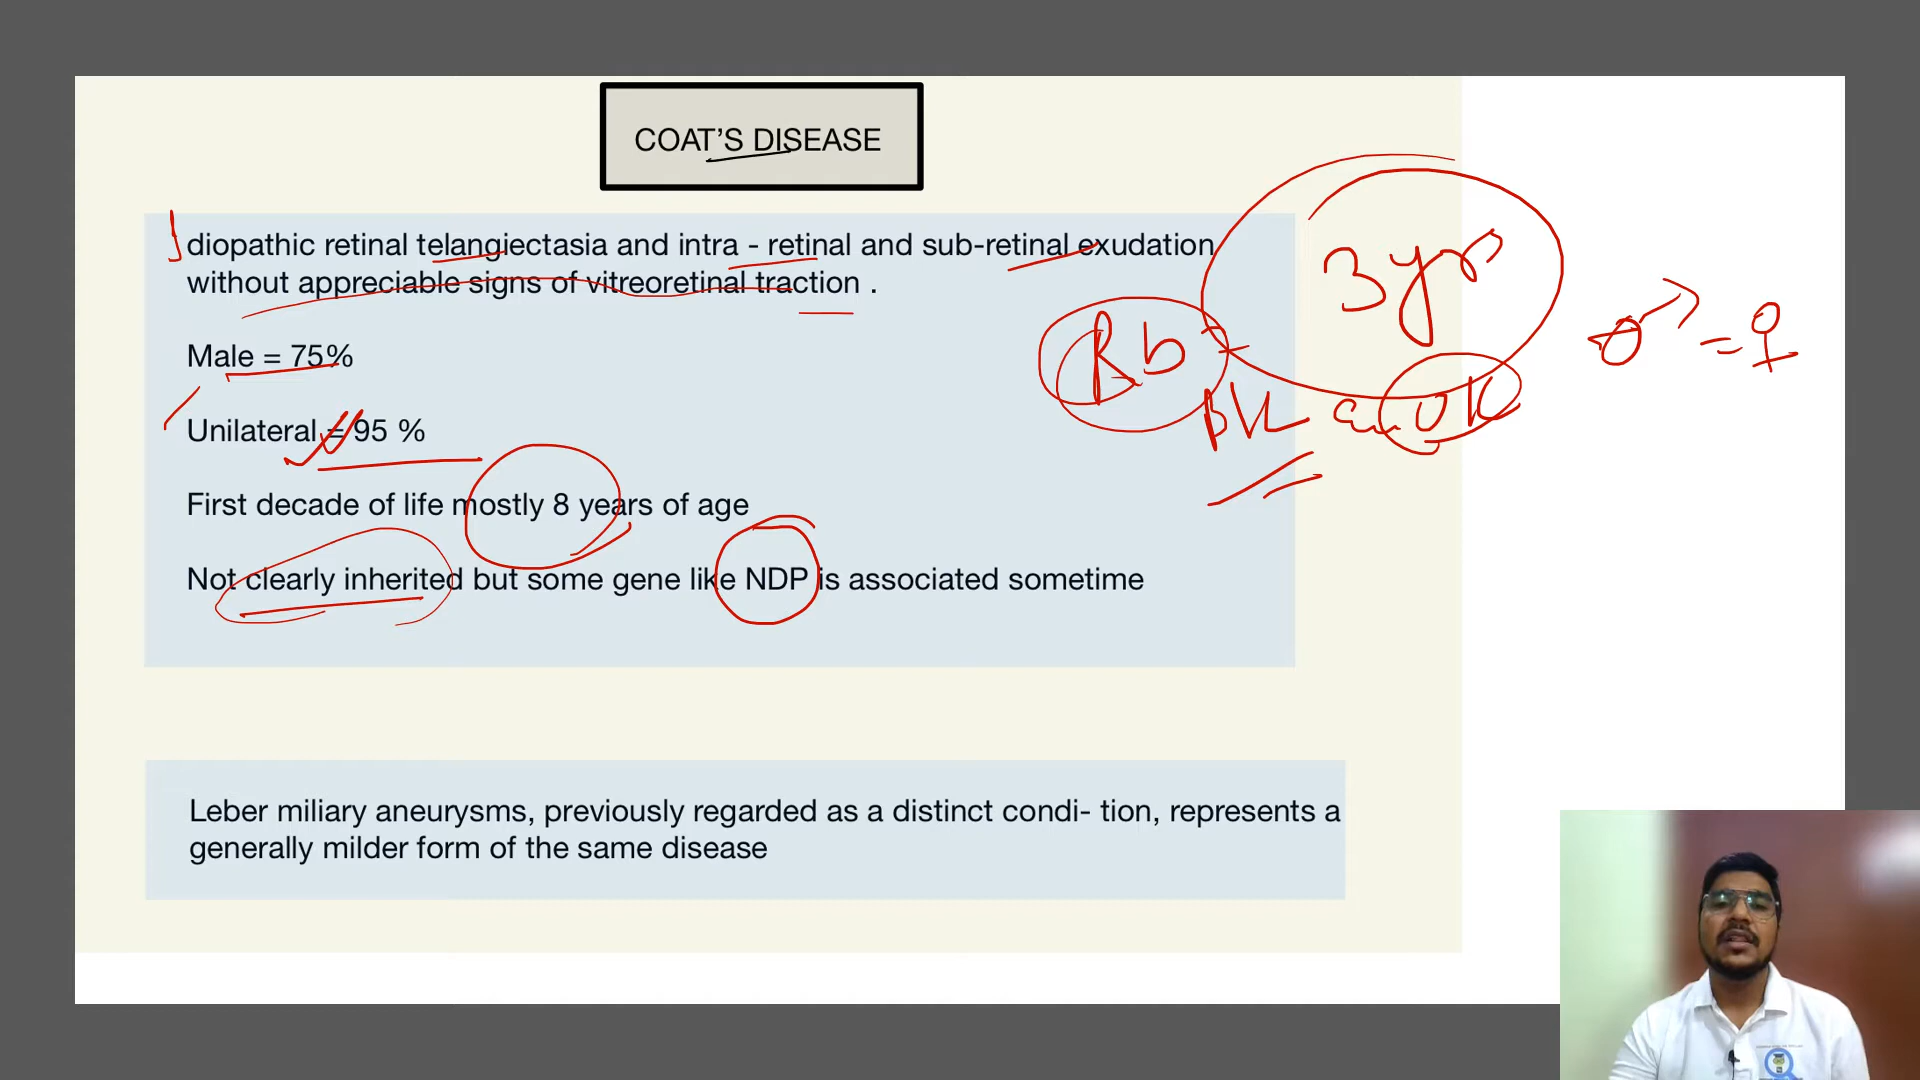 COAT'S DISEASE
Idiopathic retinal telangiectasia and intra - retinal and sub-retinal exudation
without appreciable signs of vitreoretinal traction .
Male = 75%
Unilateral = 95 %
First decade of life mostly 8 years of age
Not clearly inherited but some gene like NDP is associated sometime
3 yrs
Rb
♂ = ♀
Leber miliary aneurysms, previously regarded as a distinct condi- tion, represents a
generally milder form of the same disease